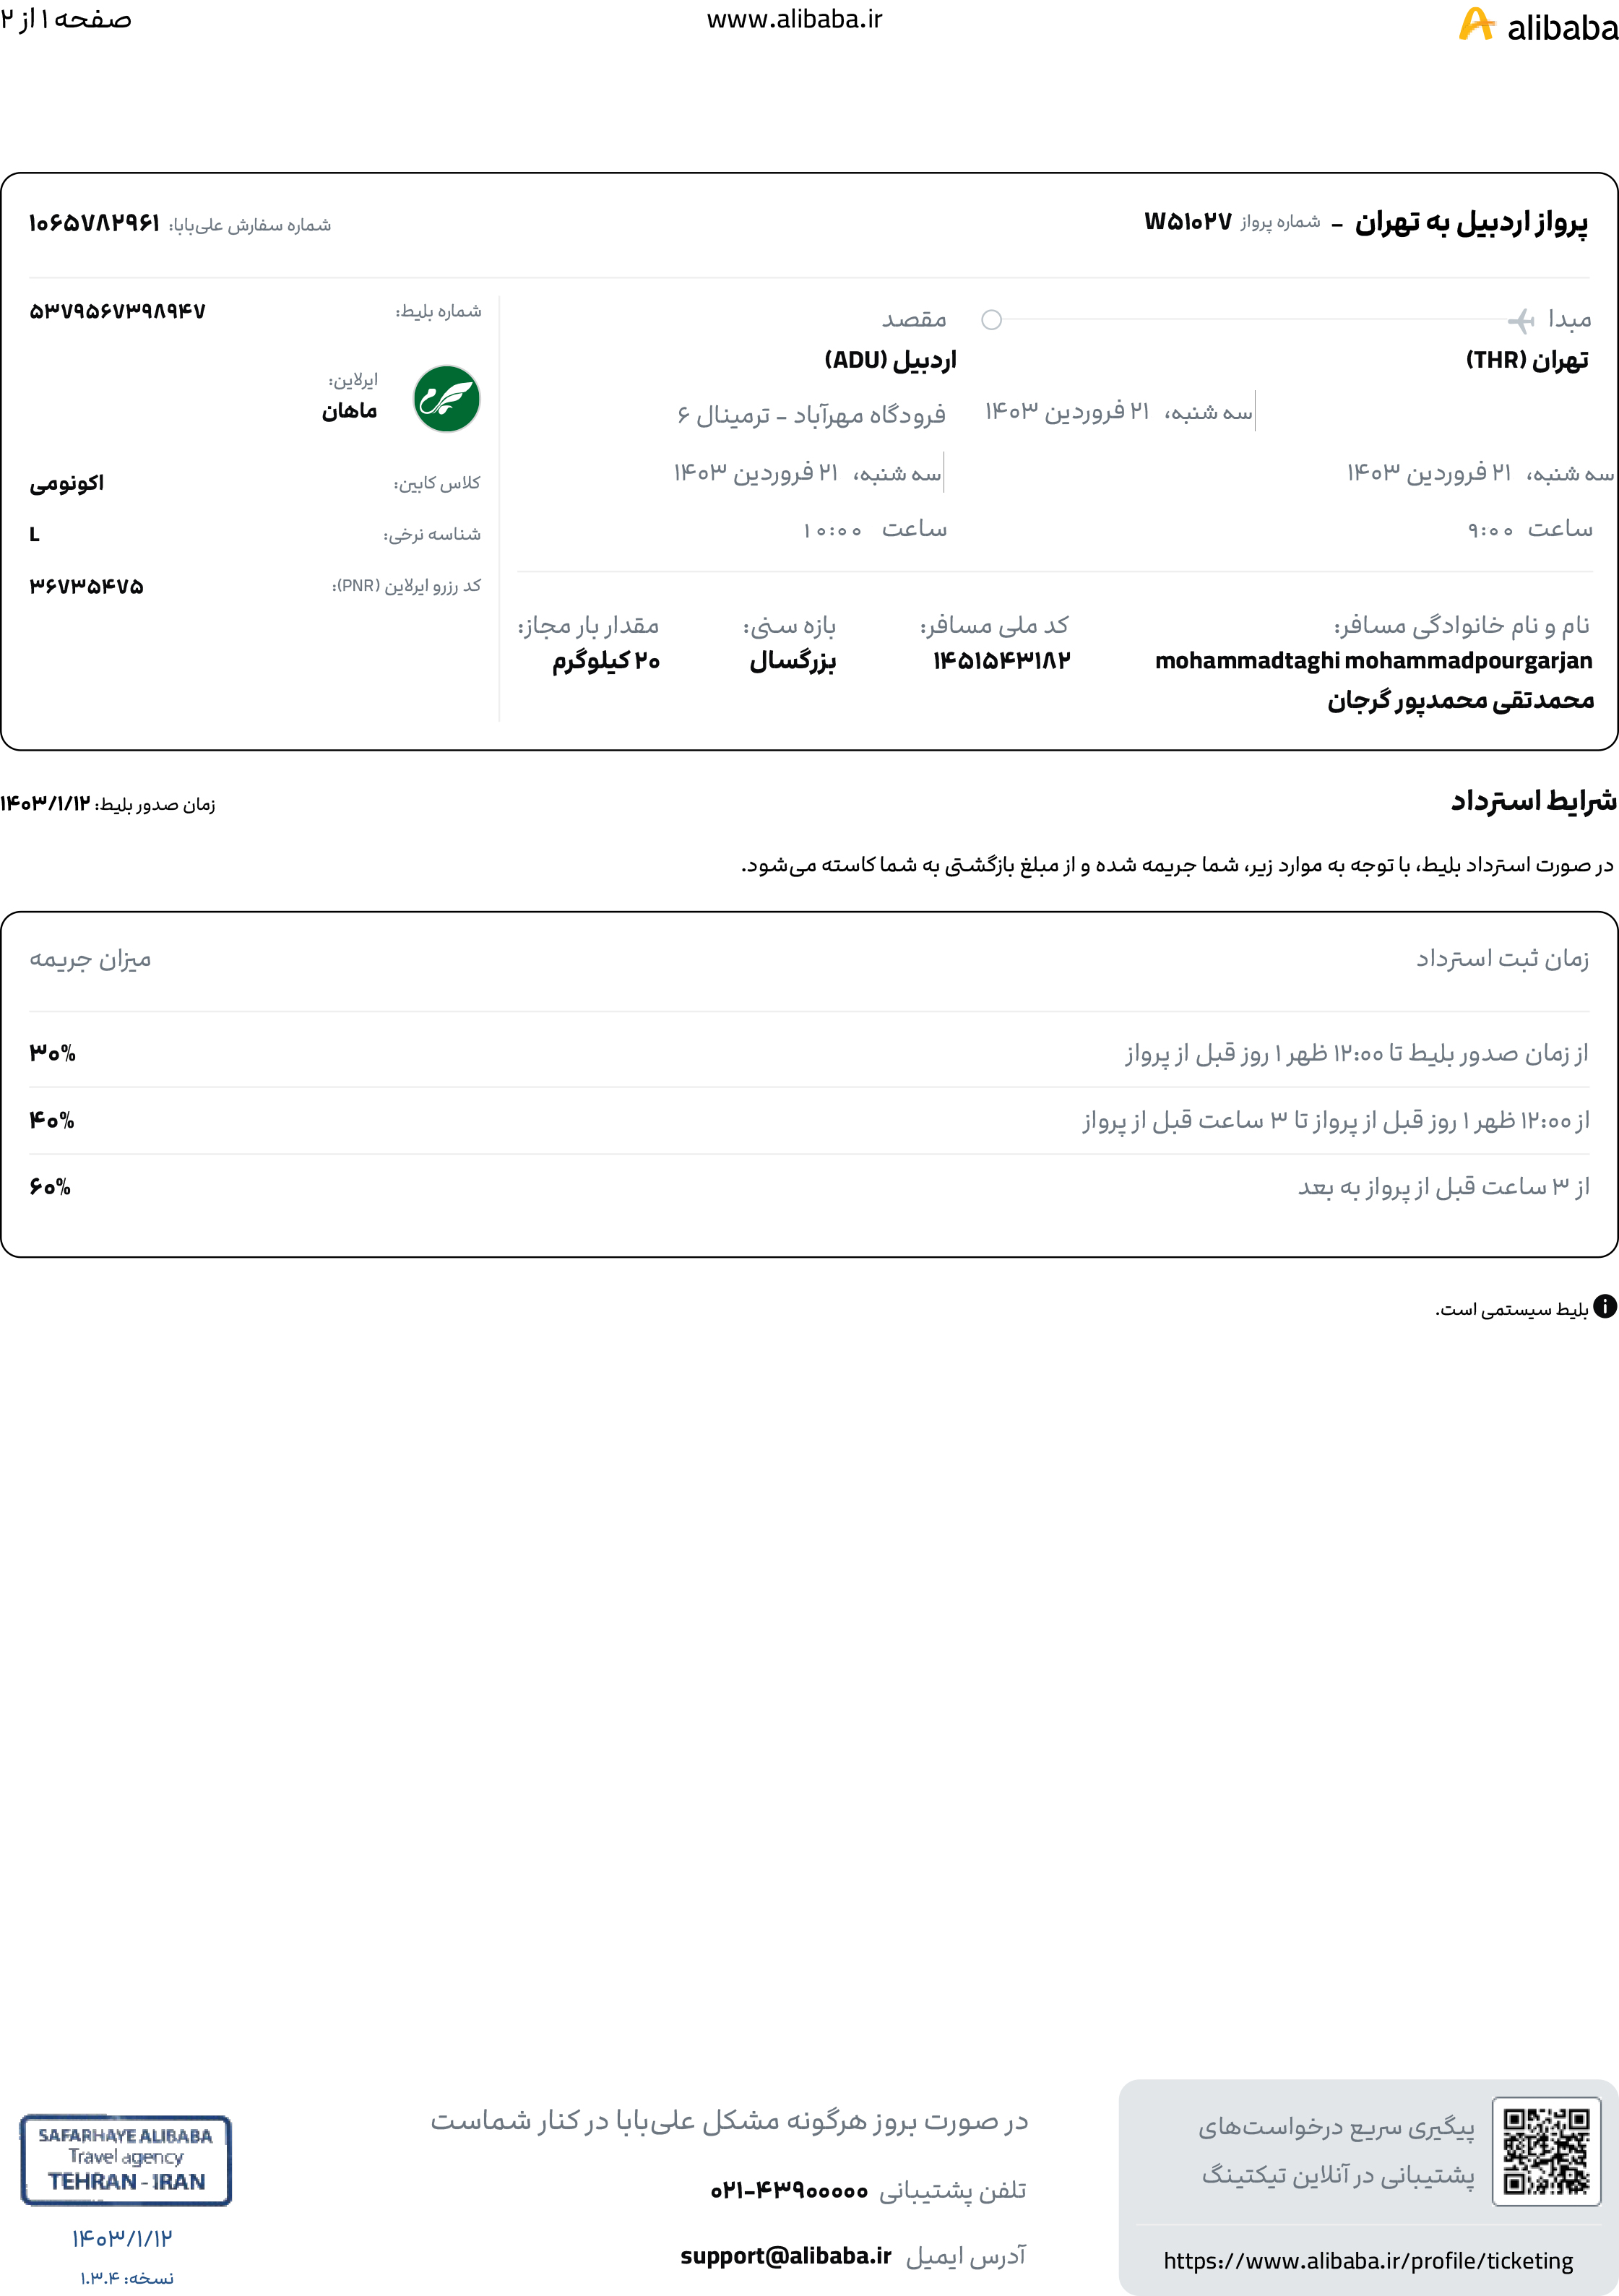 alibaba
www.alibaba.ir
صفحه ۱ از ۲
پرواز اردبیل به تهران - شماره پرواز W۵۱۰۲۷
شماره سفارش علی‌بابا: ۱۰۶۵۷۸۲۹۶۱
مبدا
تهران (THR)
سه شنبه، ۲۱ فروردین ۱۴۰۳
ساعت ۹:۰۰
مقصد
اردبیل (ADU)
سه شنبه، ۲۱ فروردین ۱۴۰۳
فرودگاه مهرآباد - ترمینال ۶
سه شنبه، ۲۱ فروردین ۱۴۰۳
ساعت ۱۰:۰۰
شماره بلیط: ۵۳۷۹۵۶۷۳۹۸۹۴۷
ایرلاین:
ماهان
کلاس کابین: اکونومی
شناسه نرخی: L
کد رزرو ایرلاین (PNR): ۳۶۷۳۵۴۷۵
نام و نام خانوادگی مسافر:
mohammadtaghi mohammadpourgarjan
محمدتقی محمدپور گرجان
کد ملی مسافر:
۱۴۵۱۵۴۳۱۸۲
بازه سنی:
بزرگسال
مقدار بار مجاز:
۲۰ کیلوگرم
شرایط استرداد
زمان صدور بلیط: ۱۴۰۳/۱/۱۲
در صورت استرداد بلیط، با توجه به موارد زیر، شما جریمه شده و از مبلغ بازگشتی به شما کاسته می‌شود.
زمان ثبت استرداد
میزان جریمه
از زمان صدور بلیط تا ۱۲:۰۰ ظهر ۱ روز قبل از پرواز
۳۰%
از ۱۲:۰۰ ظهر ۱ روز قبل از پرواز تا ۳ ساعت قبل از پرواز
۴۰%
از ۳ ساعت قبل از پرواز به بعد
۶۰%
بلیط سیستمی است.
پیگیری سریع درخواست‌های
پشتیبانی در آنلاین تیکتینگ
https://www.alibaba.ir/profile/ticketing
در صورت بروز هرگونه مشکل علی‌بابا در کنار شماست
تلفن پشتیبانی ۰۲۱-۴۳۹۰۰۰۰۰
آدرس ایمیل support@alibaba.ir
SAFARHAYE ALIBABA
Travel agency
TEHRAN - IRAN
۱۴۰۳/۱/۱۲
نسخه: ۱.۳.۴